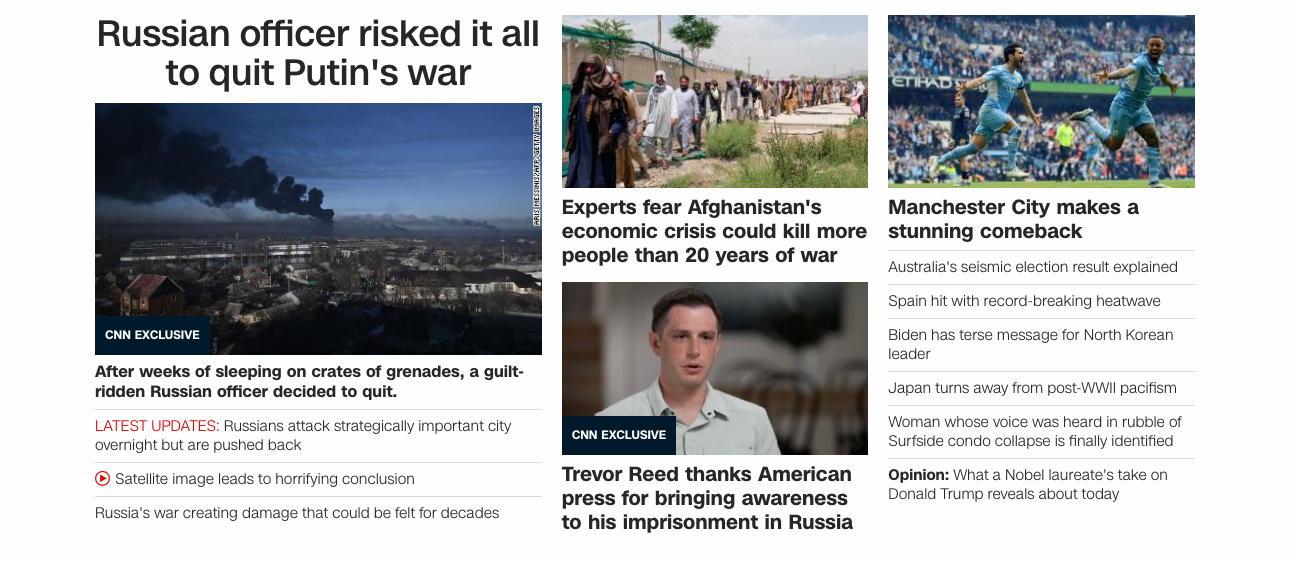 Russian officer risked it all
to quit Putin's war
ARIS MESSINIS/AFP/GETTY IMAGES
CNN EXCLUSIVE
After weeks of sleeping on crates of grenades, a guilt-
ridden Russian officer decided to quit.
LATEST UPDATES: Russians attack strategically important city
overnight but are pushed back
Satellite image leads to horrifying conclusion
Russia's war creating damage that could be felt for decades
Experts fear Afghanistan's
economic crisis could kill more
people than 20 years of war
CNN EXCLUSIVE
Trevor Reed thanks American
press for bringing awareness
to his imprisonment in Russia
ETIHAD
Manchester City makes a
stunning comeback
Australia's seismic election result explained
Spain hit with record-breaking heatwave
Biden has terse message for North Korean
leader
Japan turns away from post-WWII pacifism
Woman whose voice was heard in rubble of
Surfside condo collapse is finally identified
Opinion: What a Nobel laureate's take on
Donald Trump reveals about today